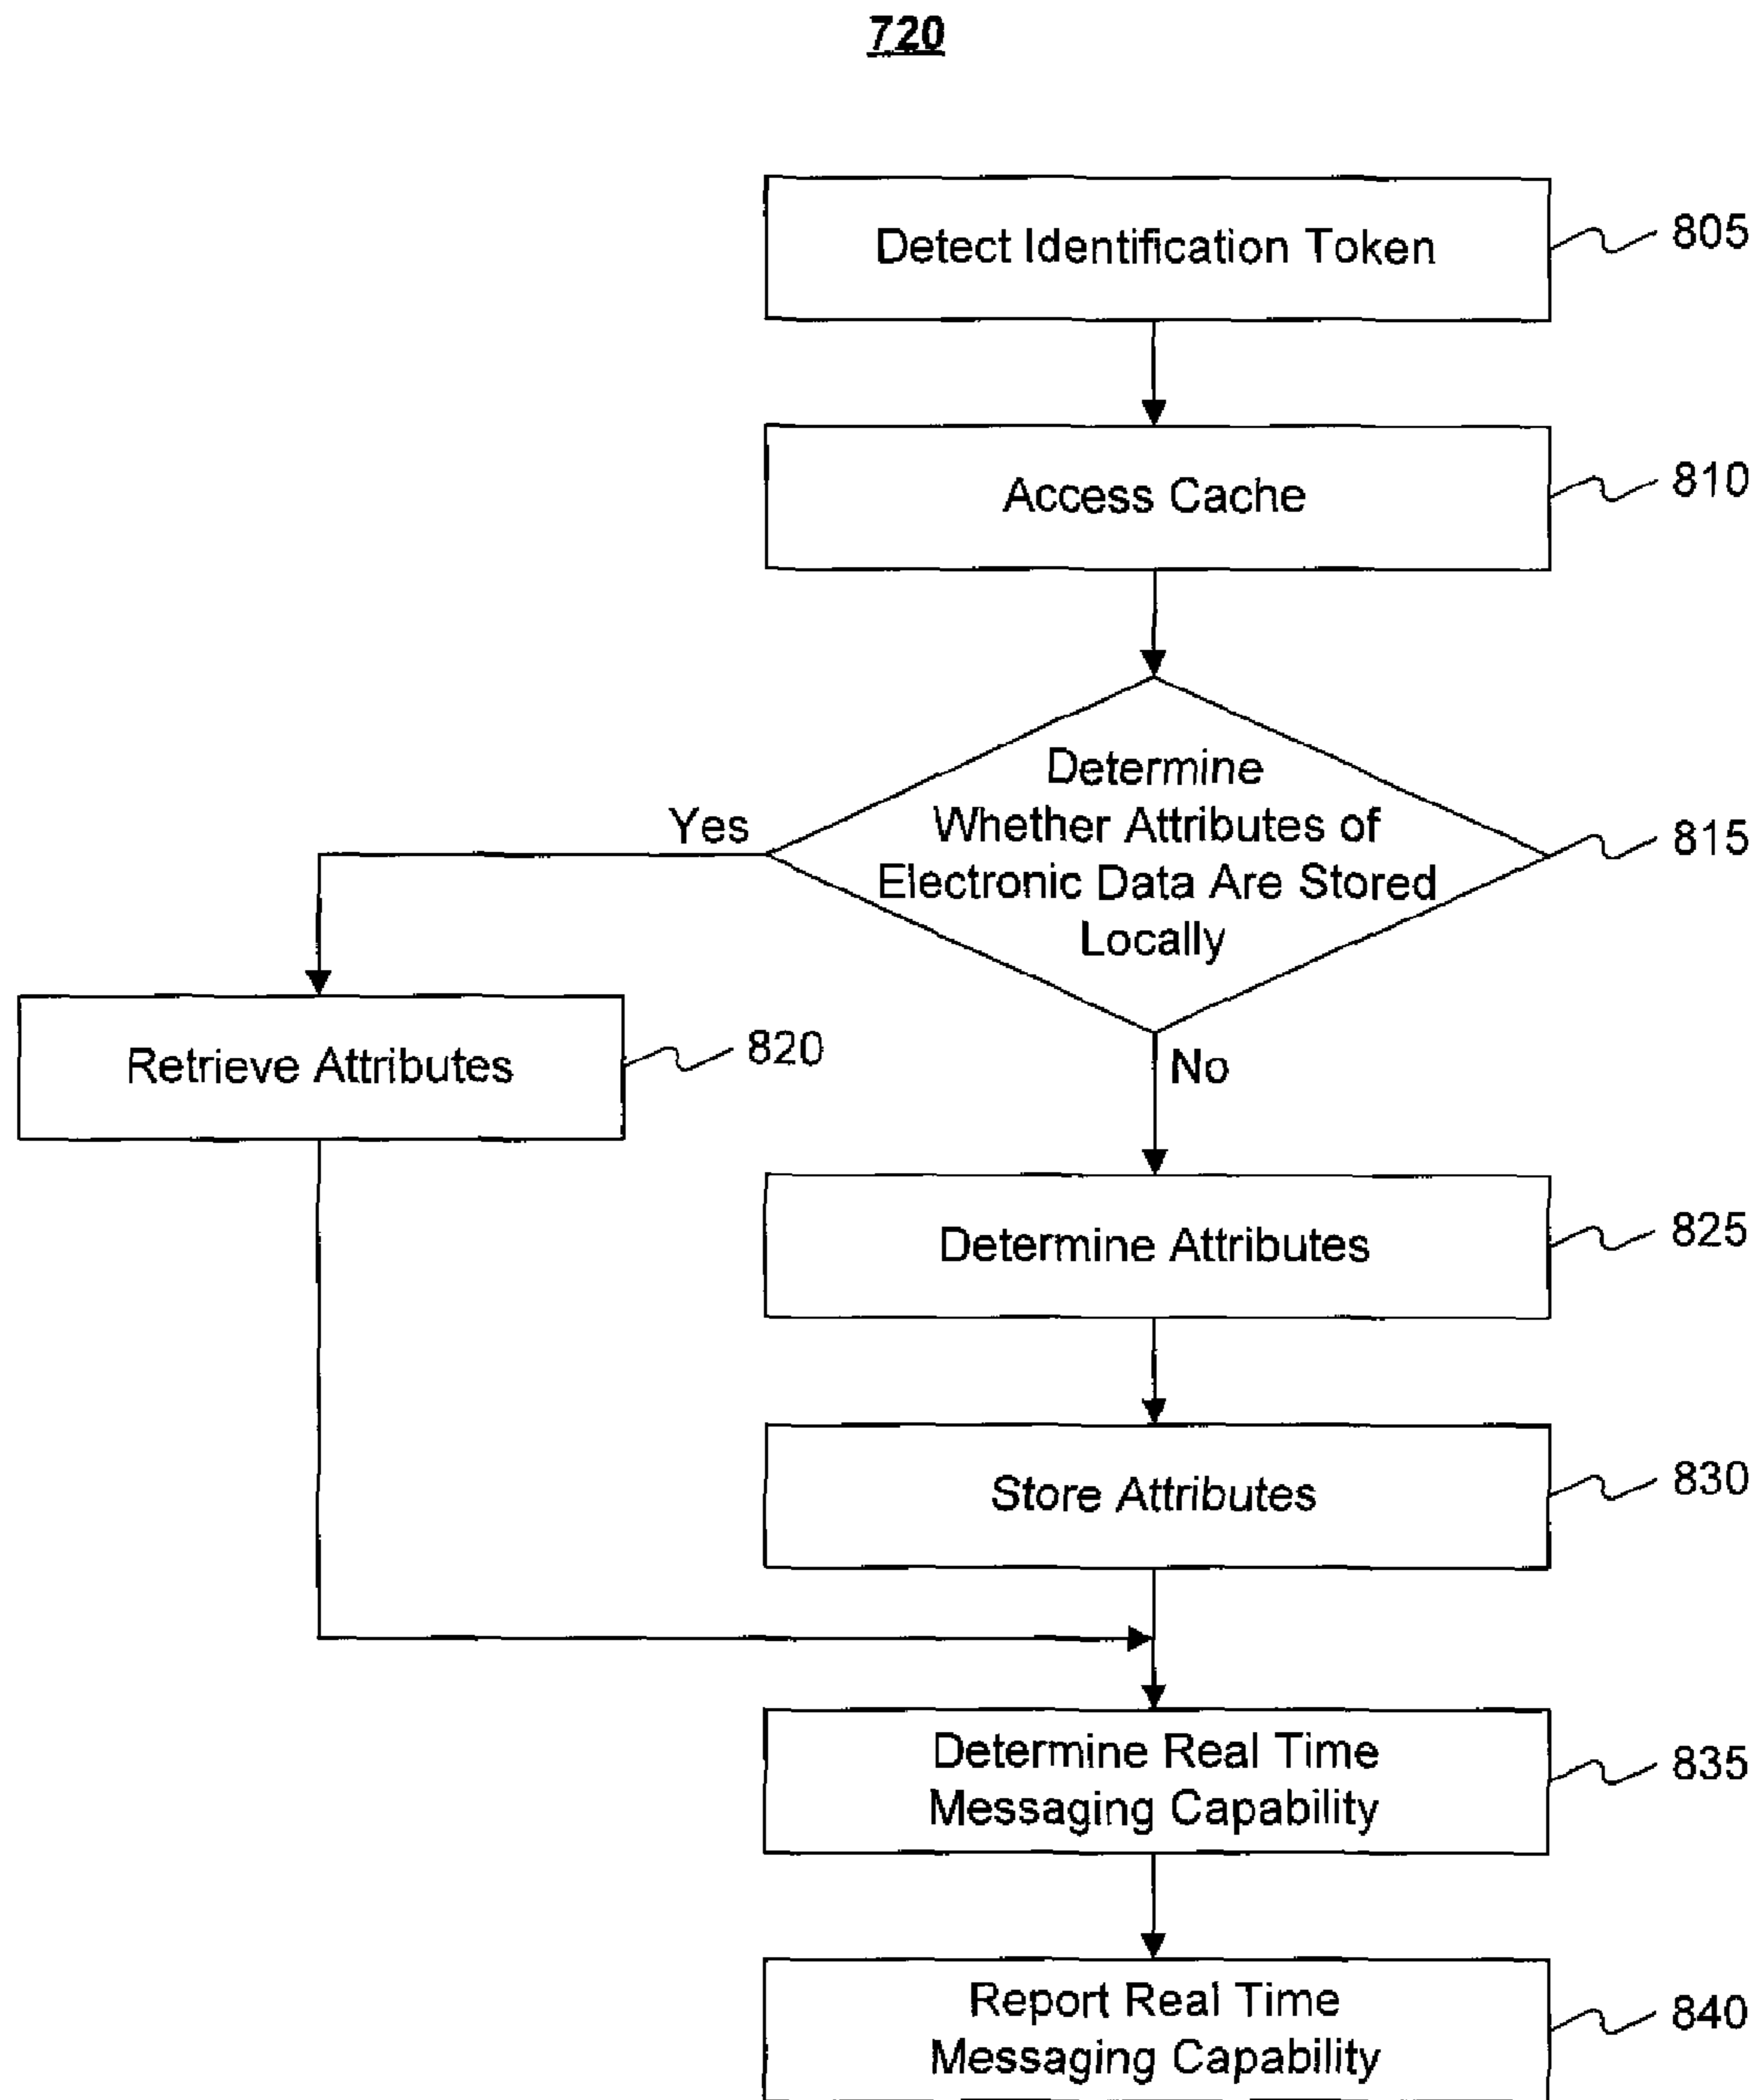 720
Detect Identification Token
805
Access Cache
810
Determine
Whether Attributes of
Electronic Data Are Stored
Locally
815
Yes
Retrieve Attributes
820
No
Determine Attributes
825
Store Attributes
830
Determine Real Time
Messaging Capability
835
Report Real Time
Messaging Capability
840